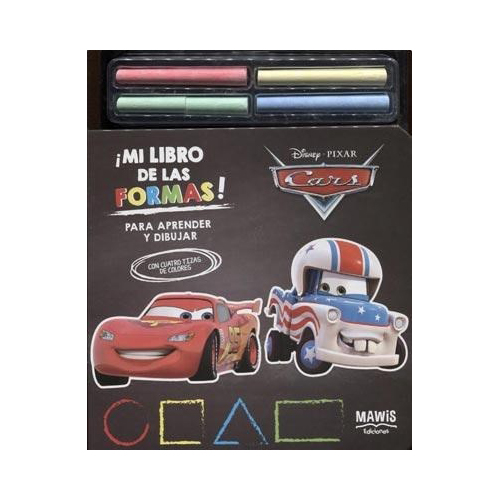 ¡MI LIBRO
DE LAS
FORMAS!
PARA APRENDER
Y DIBUJAR
CON CUATRO TIZAS
DE COLORES
DISNEY • PIXAR
Cars
MAWIS
Ediciones